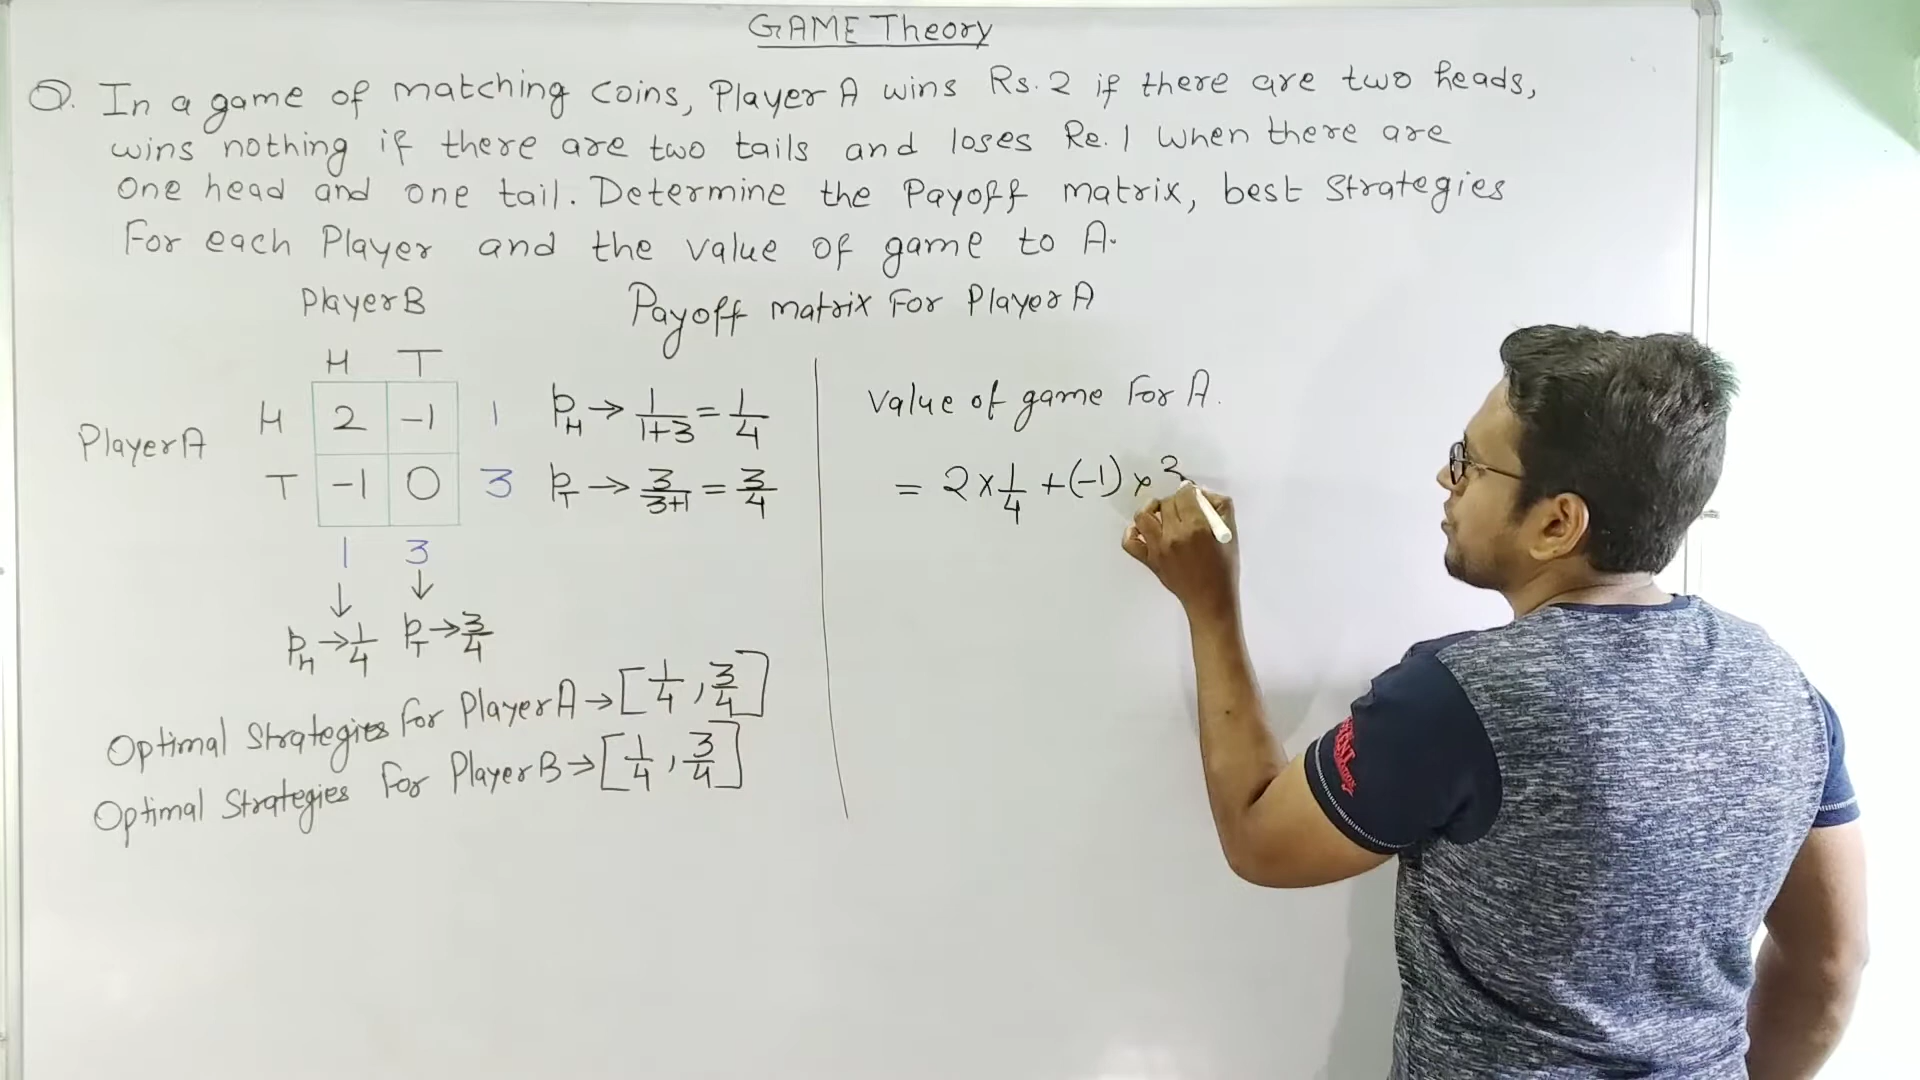 GAME Theory
Q. In a game of matching coins, Player A wins Rs. 2 if there are two heads,
wins nothing if there are two tails and loses Re. 1 when there are
One head and one tail. Determine the Payoff matrix, best strategies
For each Player and the value of game to A.
Player B
Payoff matrix For Player A
H T
Player A
H 2 -1 1 P_H → 1/(1+3) = 1/4
T -1 0 3 P_T → 3/(3+1) = 3/4
1 3
↓ ↓
P_H → 1/4 P_T → 3/4
Optimal Strategies For Player A → [1/4, 3/4]
Optimal Strategies For Player B → [1/4, 3/4]
Value of game For A.
= 2 × 1/4 + (-1) × 3